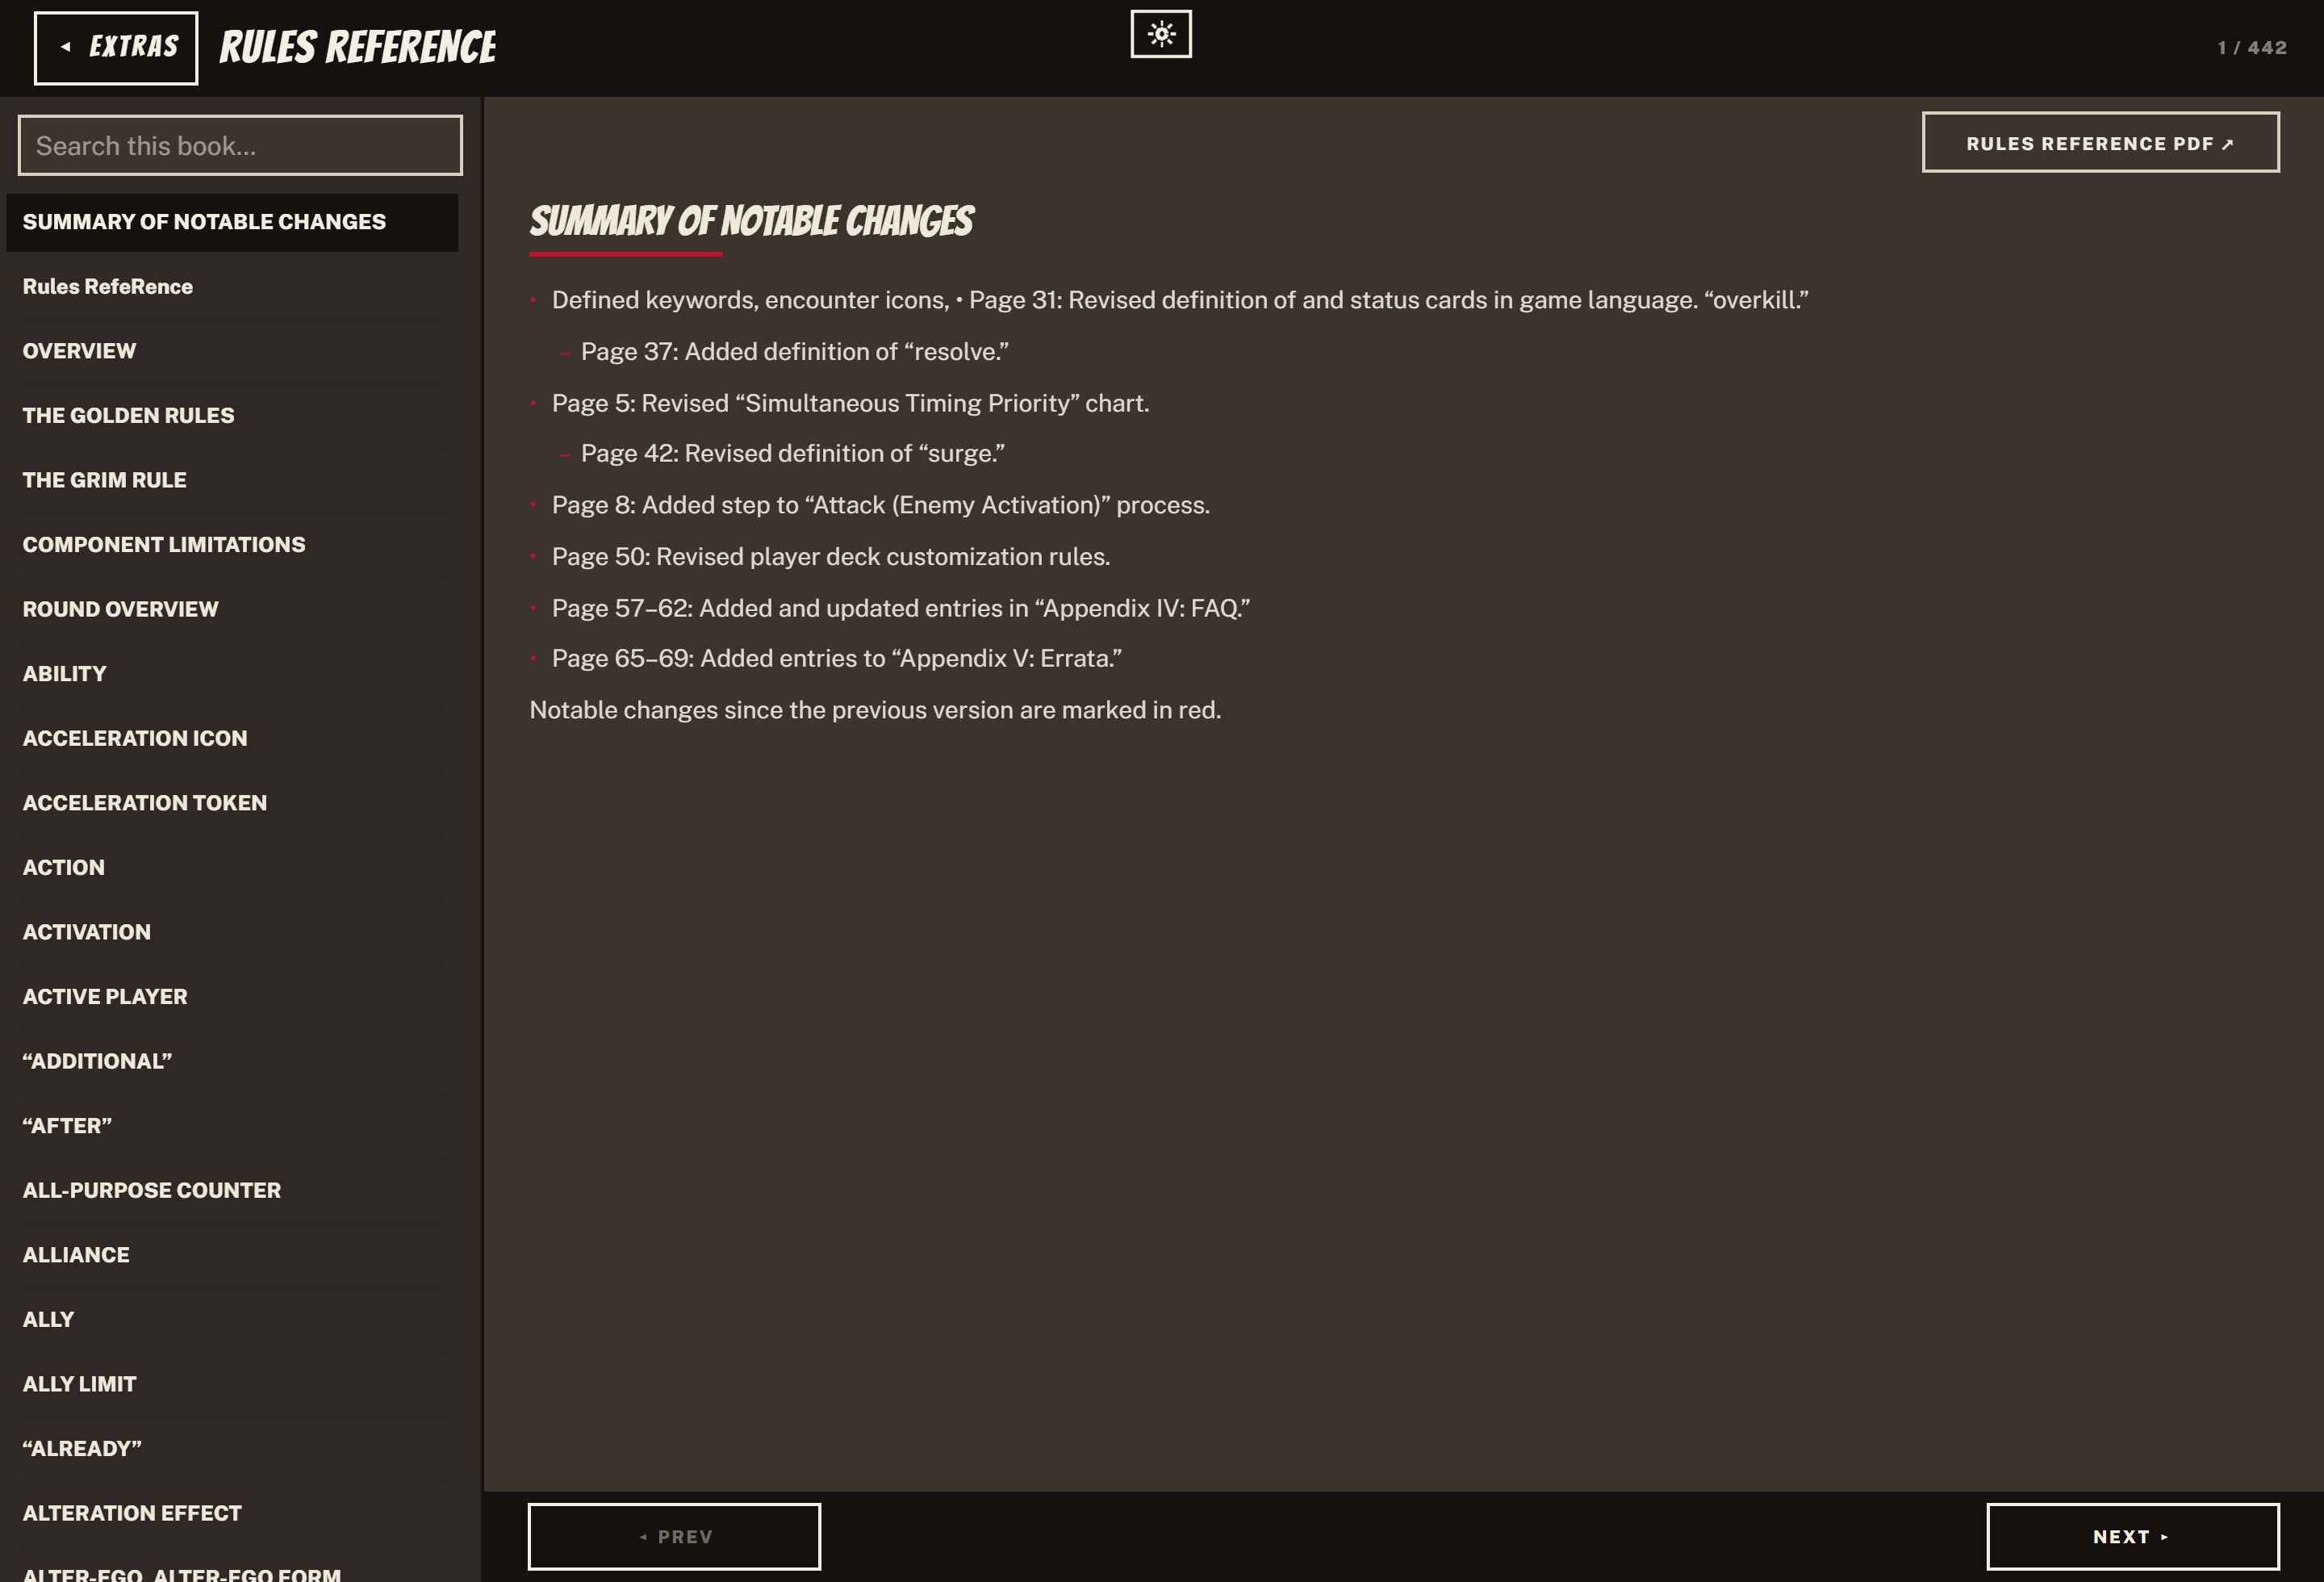 ◂ EXTRAS
RULES REFERENCE
1 / 442
Search this book...
RULES REFERENCE PDF ↗
SUMMARY OF NOTABLE CHANGES
Rules RefeRence
OVERVIEW
THE GOLDEN RULES
THE GRIM RULE
COMPONENT LIMITATIONS
ROUND OVERVIEW
ABILITY
ACCELERATION ICON
ACCELERATION TOKEN
ACTION
ACTIVATION
ACTIVE PLAYER
“ADDITIONAL”
“AFTER”
ALL-PURPOSE COUNTER
ALLIANCE
ALLY
ALLY LIMIT
“ALREADY”
ALTERATION EFFECT
ALTER-EGO, ALTER-EGO FORM
SUMMARY OF NOTABLE CHANGES
• Defined keywords, encounter icons, • Page 31: Revised definition of and status cards in game language. “overkill.”
– Page 37: Added definition of “resolve.”
• Page 5: Revised “Simultaneous Timing Priority” chart.
– Page 42: Revised definition of “surge.”
• Page 8: Added step to “Attack (Enemy Activation)” process.
• Page 50: Revised player deck customization rules.
• Page 57–62: Added and updated entries in “Appendix IV: FAQ.”
• Page 65–69: Added entries to “Appendix V: Errata.”
Notable changes since the previous version are marked in red.
◂ PREV
NEXT ▸